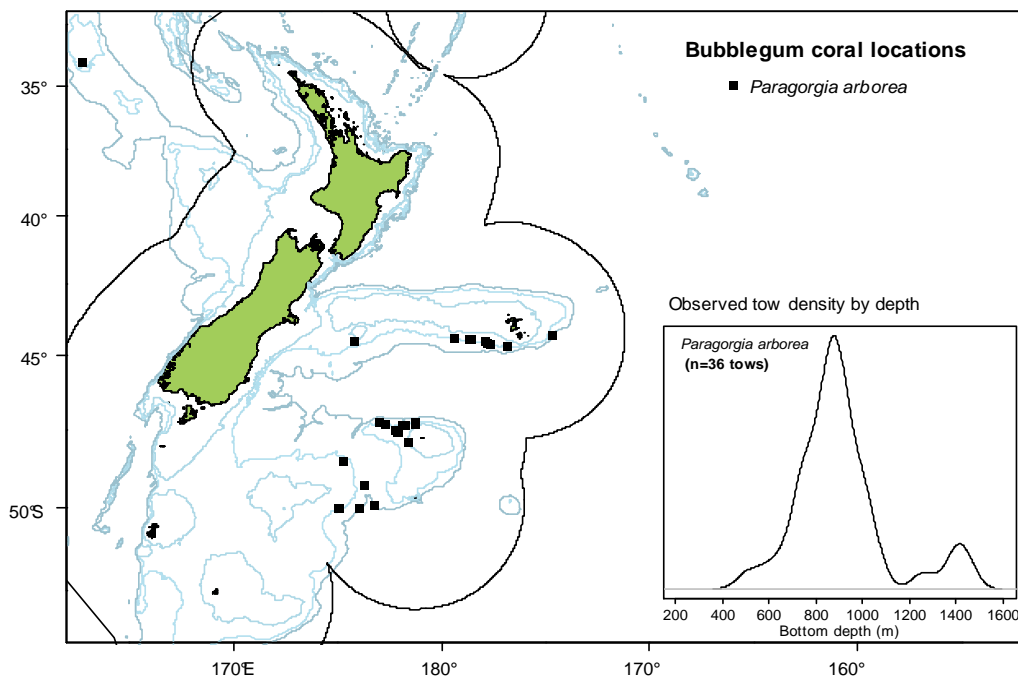 Bubblegum coral locations
Paragorgia arborea
35°
40°
45°
50°S
170°E
180°
170°
160°
Observed tow density by depth
Paragorgia arborea
(n=36 tows)
200 400 600 800 1000 1200 1400 1600
Bottom depth (m)